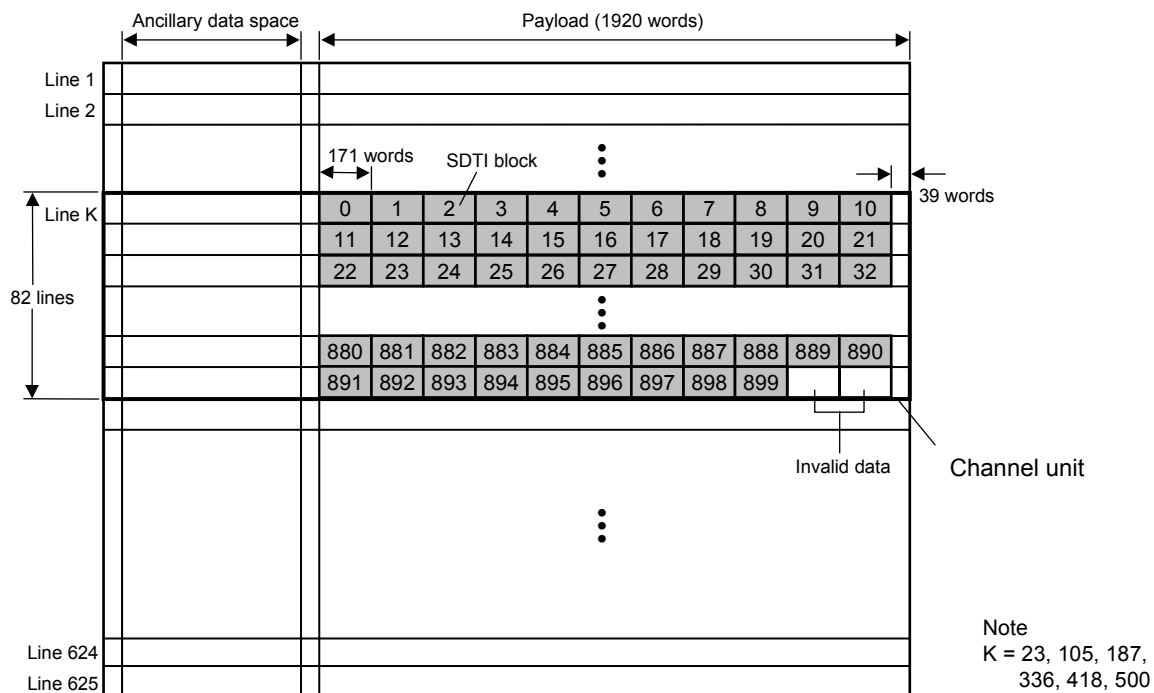 Ancillary data space
Payload (1920 words)
Line 1
Line 2
171 words
SDTI block
39 words
Line K
0 1 2 3 4 5 6 7 8 9 10
11 12 13 14 15 16 17 18 19 20 21
22 23 24 25 26 27 28 29 30 31 32
82 lines
880 881 882 883 884 885 886 887 888 889 890
891 892 893 894 895 896 897 898 899
Invalid data
Channel unit
Line 624
Line 625
Note
K = 23, 105, 187,
336, 418, 500